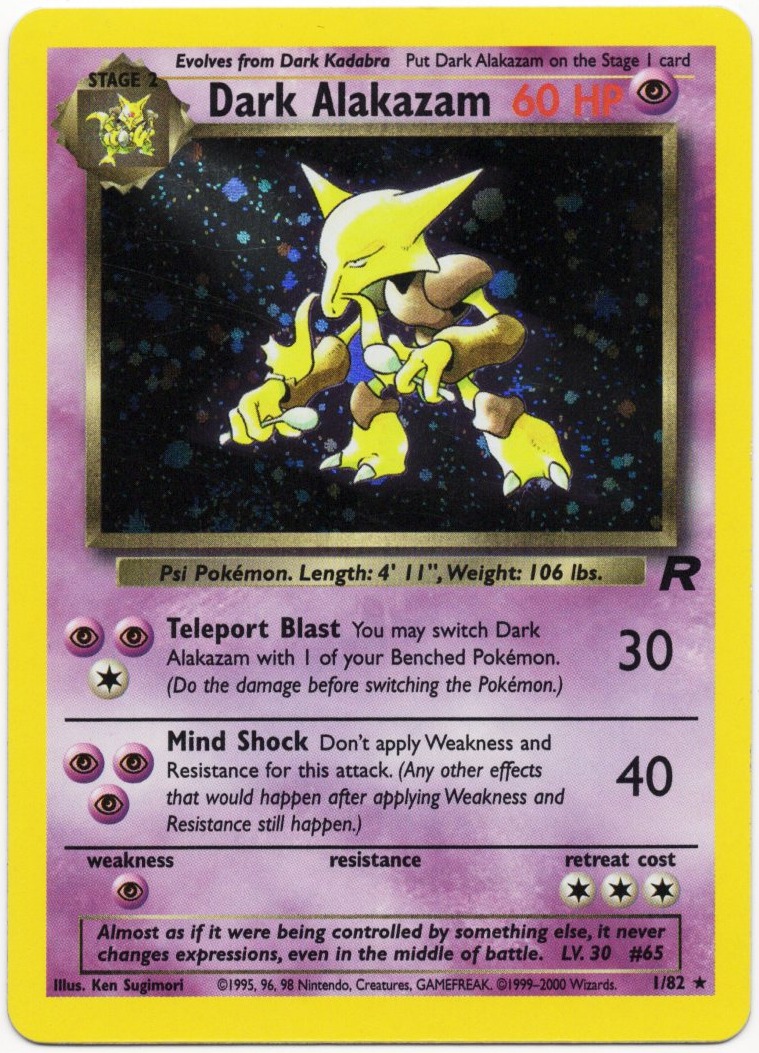 Evolves from Dark Kadabra Put Dark Alakazam on the Stage 1 card
STAGE 2
Dark Alakazam 60 HP
Psi Pokémon. Length: 4' 11", Weight: 106 lbs.
R
Teleport Blast You may switch Dark
Alakazam with 1 of your Benched Pokémon.
(Do the damage before switching the Pokémon.)
30
Mind Shock Don't apply Weakness and
Resistance for this attack. (Any other effects
that would happen after applying Weakness and
Resistance still happen.)
40
weakness resistance retreat cost
Almost as if it were being controlled by something else, it never
changes expressions, even in the middle of battle. LV. 30 #65
Illus. Ken Sugimori ©1995, 96, 98 Nintendo, Creatures, GAMEFREAK. ©1999–2000 Wizards. 1/82 ★